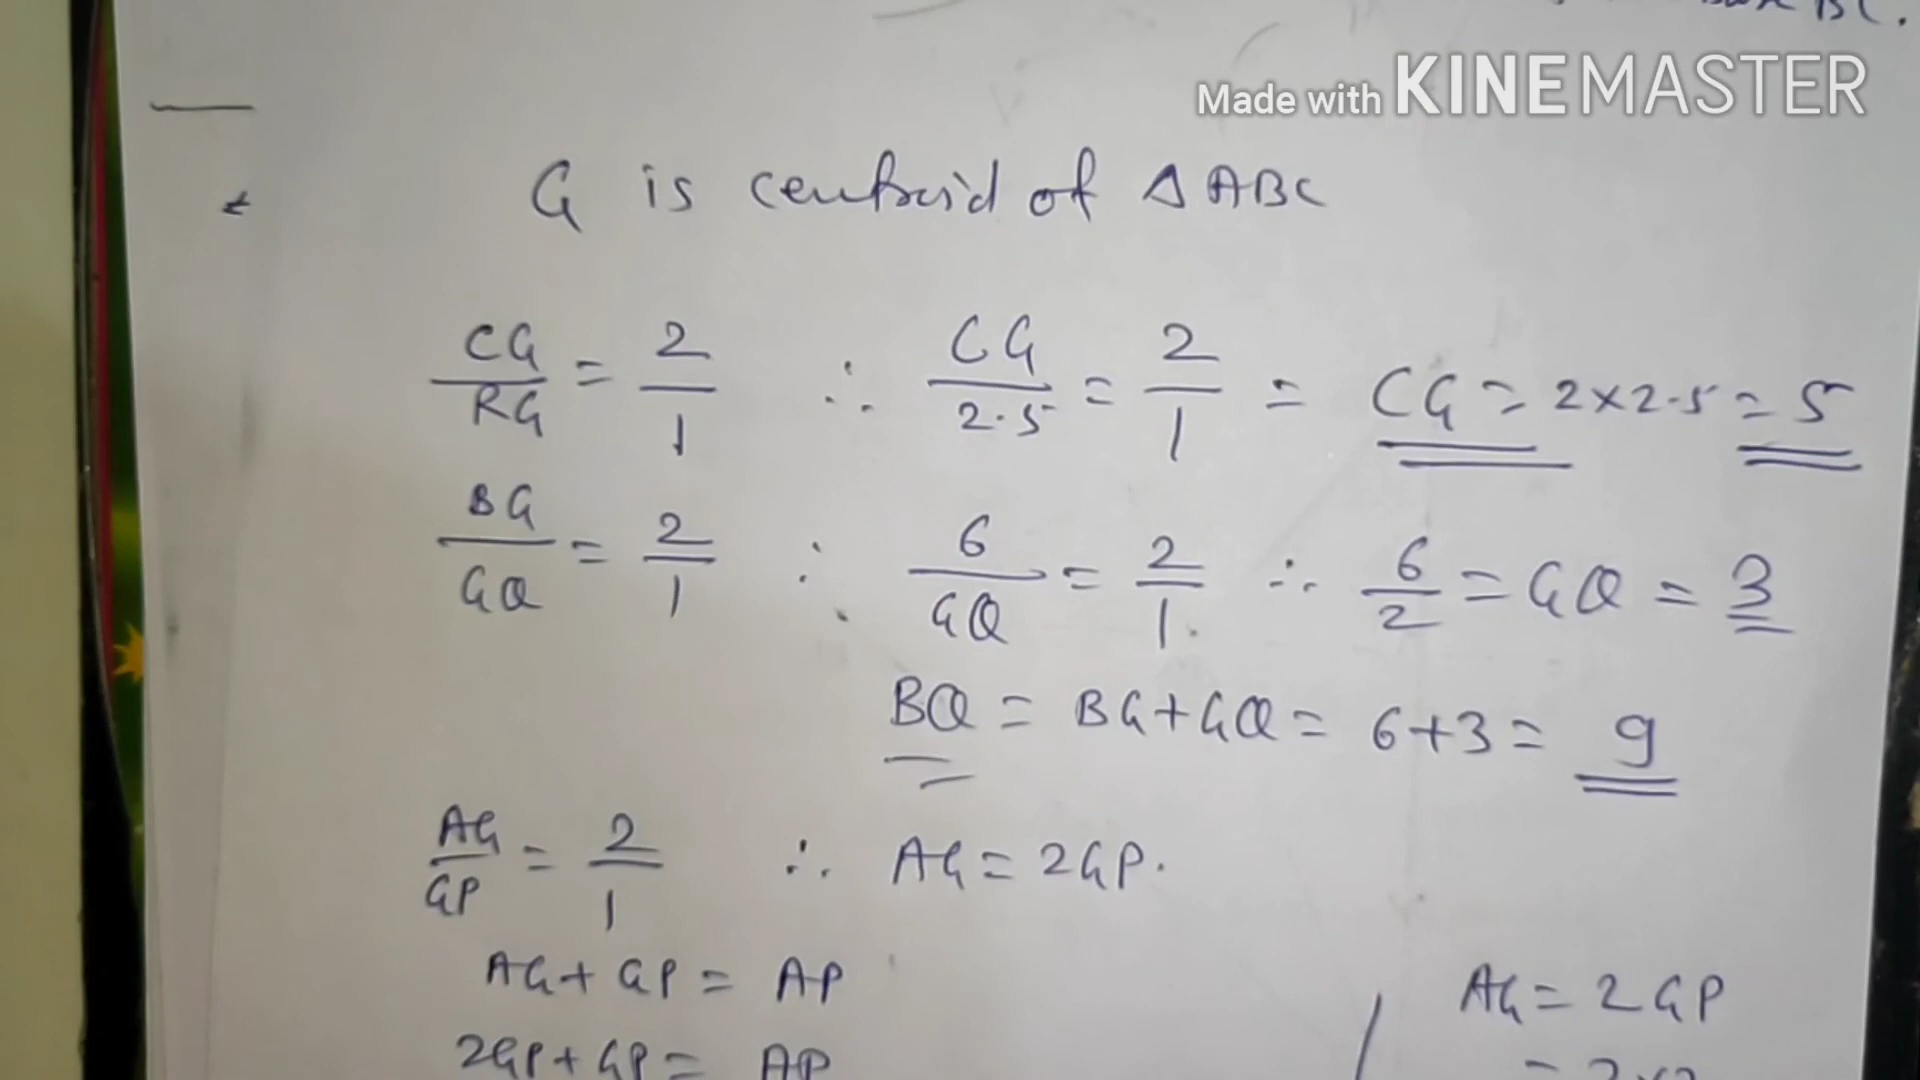 BC.
Made with KINEMASTER
G is centroid of △ABC
CG/RG = 2/1 ∴ CG/2.5 = 2/1 = CG = 2×2.5 = 5
BG/GQ = 2/1 ∴ 6/GQ = 2/1. ∴ 6/2 = GQ = 3
BQ = BG+GQ = 6+3 = 9
AG/GP = 2/1 ∴ AG = 2GP.
AG + GP = AP
AG = 2GP
2GP + GP = AP